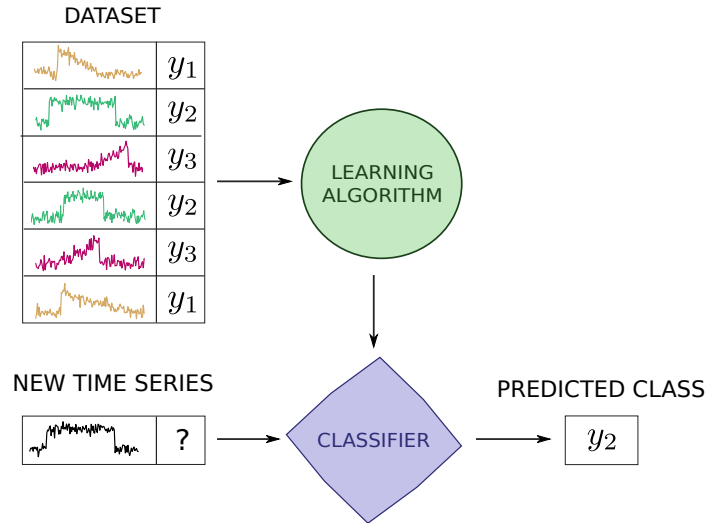 DATASET
y1
y2
y3
y2
y3
y1
LEARNING
ALGORITHM
NEW TIME SERIES
?
CLASSIFIER
PREDICTED CLASS
y2